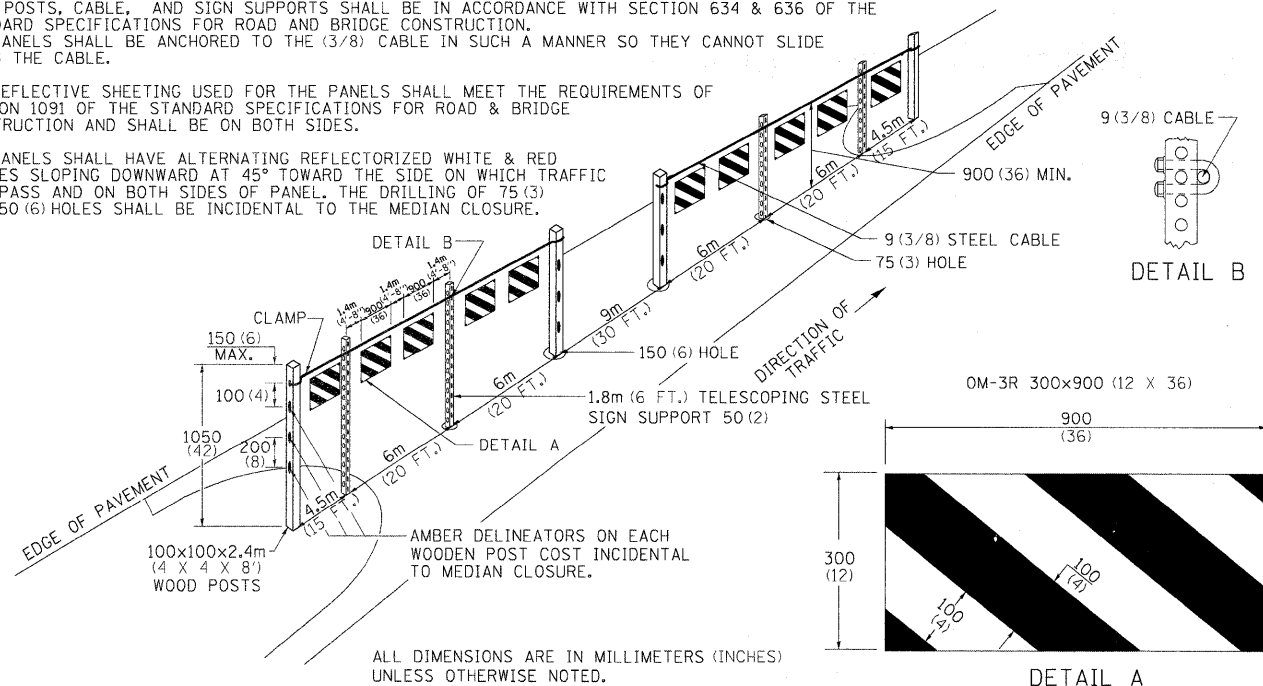 POSTS, CABLE, AND SIGN SUPPORTS SHALL BE IN ACCORDANCE WITH SECTION 634 & 636 OF THE
DARD SPECIFICATIONS FOR ROAD AND BRIDGE CONSTRUCTION.
ANELS SHALL BE ANCHORED TO THE (3/8) CABLE IN SUCH A MANNER SO THEY CANNOT SLIDE
THE CABLE.
EFLECTIVE SHEETING USED FOR THE PANELS SHALL MEET THE REQUIREMENTS OF
ON 1091 OF THE STANDARD SPECIFICATIONS FOR ROAD & BRIDGE
TRUCTION AND SHALL BE ON BOTH SIDES.
ANELS SHALL HAVE ALTERNATING REFLECTORIZED WHITE & RED
ES SLOPING DOWNWARD AT 45° TOWARD THE SIDE ON WHICH TRAFFIC
PASS AND ON BOTH SIDES OF PANEL. THE DRILLING OF 75 (3)
50 (6) HOLES SHALL BE INCIDENTAL TO THE MEDIAN CLOSURE.
EDGE OF PAVEMENT
4.5m
(15 FT.)
6m
(20 FT.)
900 (36) MIN.
9 (3/8) CABLE
DETAIL B
9 (3/8) STEEL CABLE
75 (3) HOLE
6m
(20 FT.)
DETAIL B
1.4m
(4'-8")
900
(36)
1.4m
(4'-8")
900
(36)
1.4m
(4'-8")
CLAMP
150 (6)
MAX.
100 (4)
1050
(42)
200
(8)
9m
(30 FT.)
150 (6) HOLE
DIRECTION OF
TRAFFIC
6m
(20 FT.)
1.8m (6 FT.) TELESCOPING STEEL
SIGN SUPPORT 50 (2)
6m
(20 FT.)
DETAIL A
4.5m
(15 FT.)
EDGE OF PAVEMENT
100x100x2.4m
(4 X 4 X 8')
WOOD POSTS
AMBER DELINEATORS ON EACH
WOODEN POST COST INCIDENTAL
TO MEDIAN CLOSURE.
OM-3R 300x900 (12 X 36)
900
(36)
300
(12)
100
(4)
100
(4)
DETAIL A
ALL DIMENSIONS ARE IN MILLIMETERS (INCHES)
UNLESS OTHERWISE NOTED.